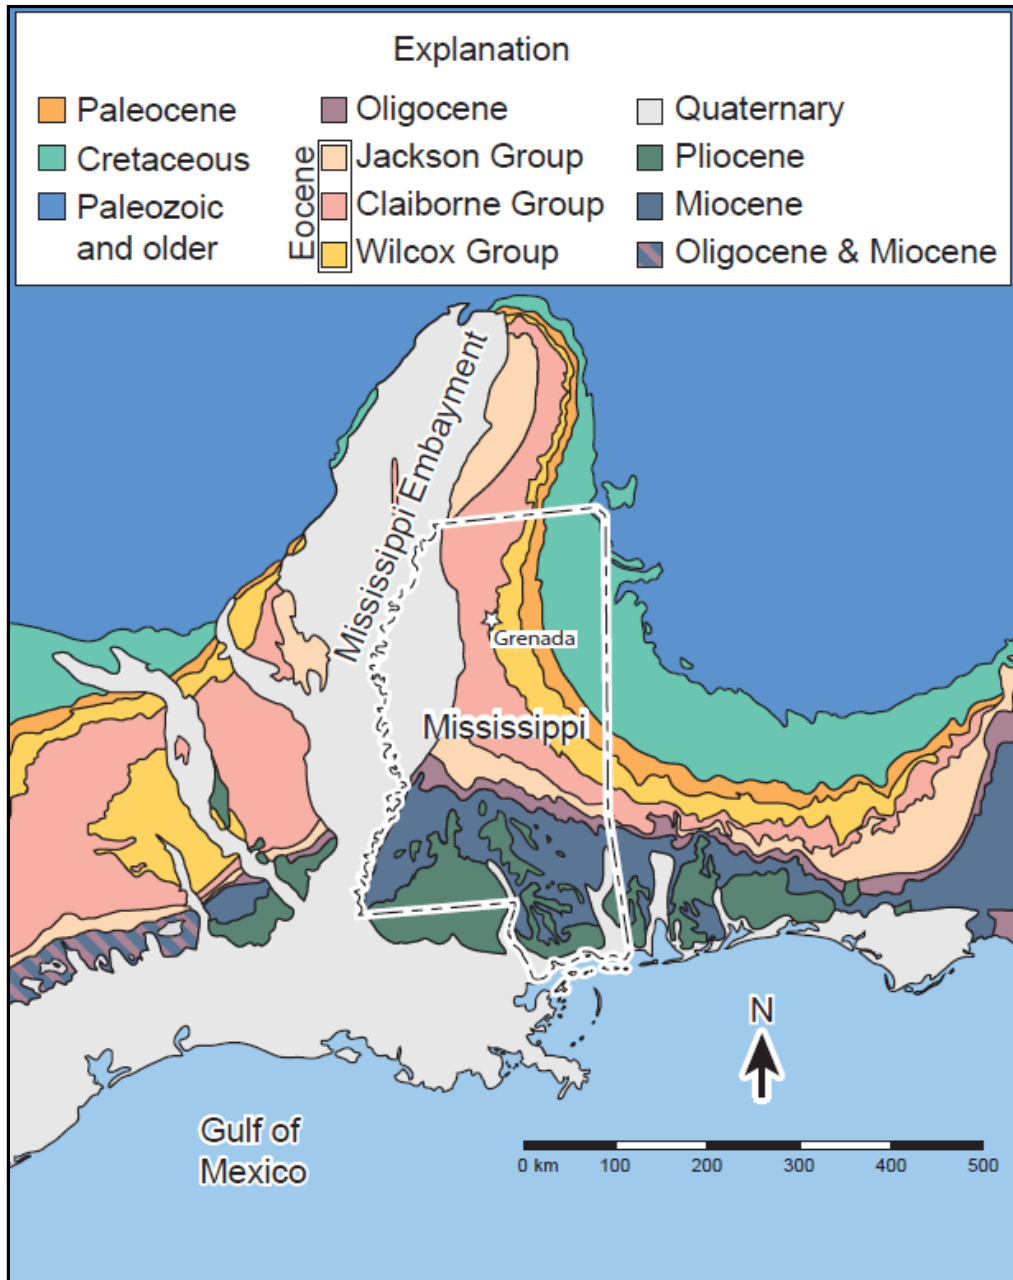 Explanation
Paleocene
Cretaceous
Paleozoic
and older
Eocene
Oligocene
Jackson Group
Claiborne Group
Wilcox Group
Quaternary
Pliocene
Miocene
Oligocene & Miocene
Mississippi Embayment
Grenada
Mississippi
N
Gulf of
Mexico
0 km 100 200 300 400 500